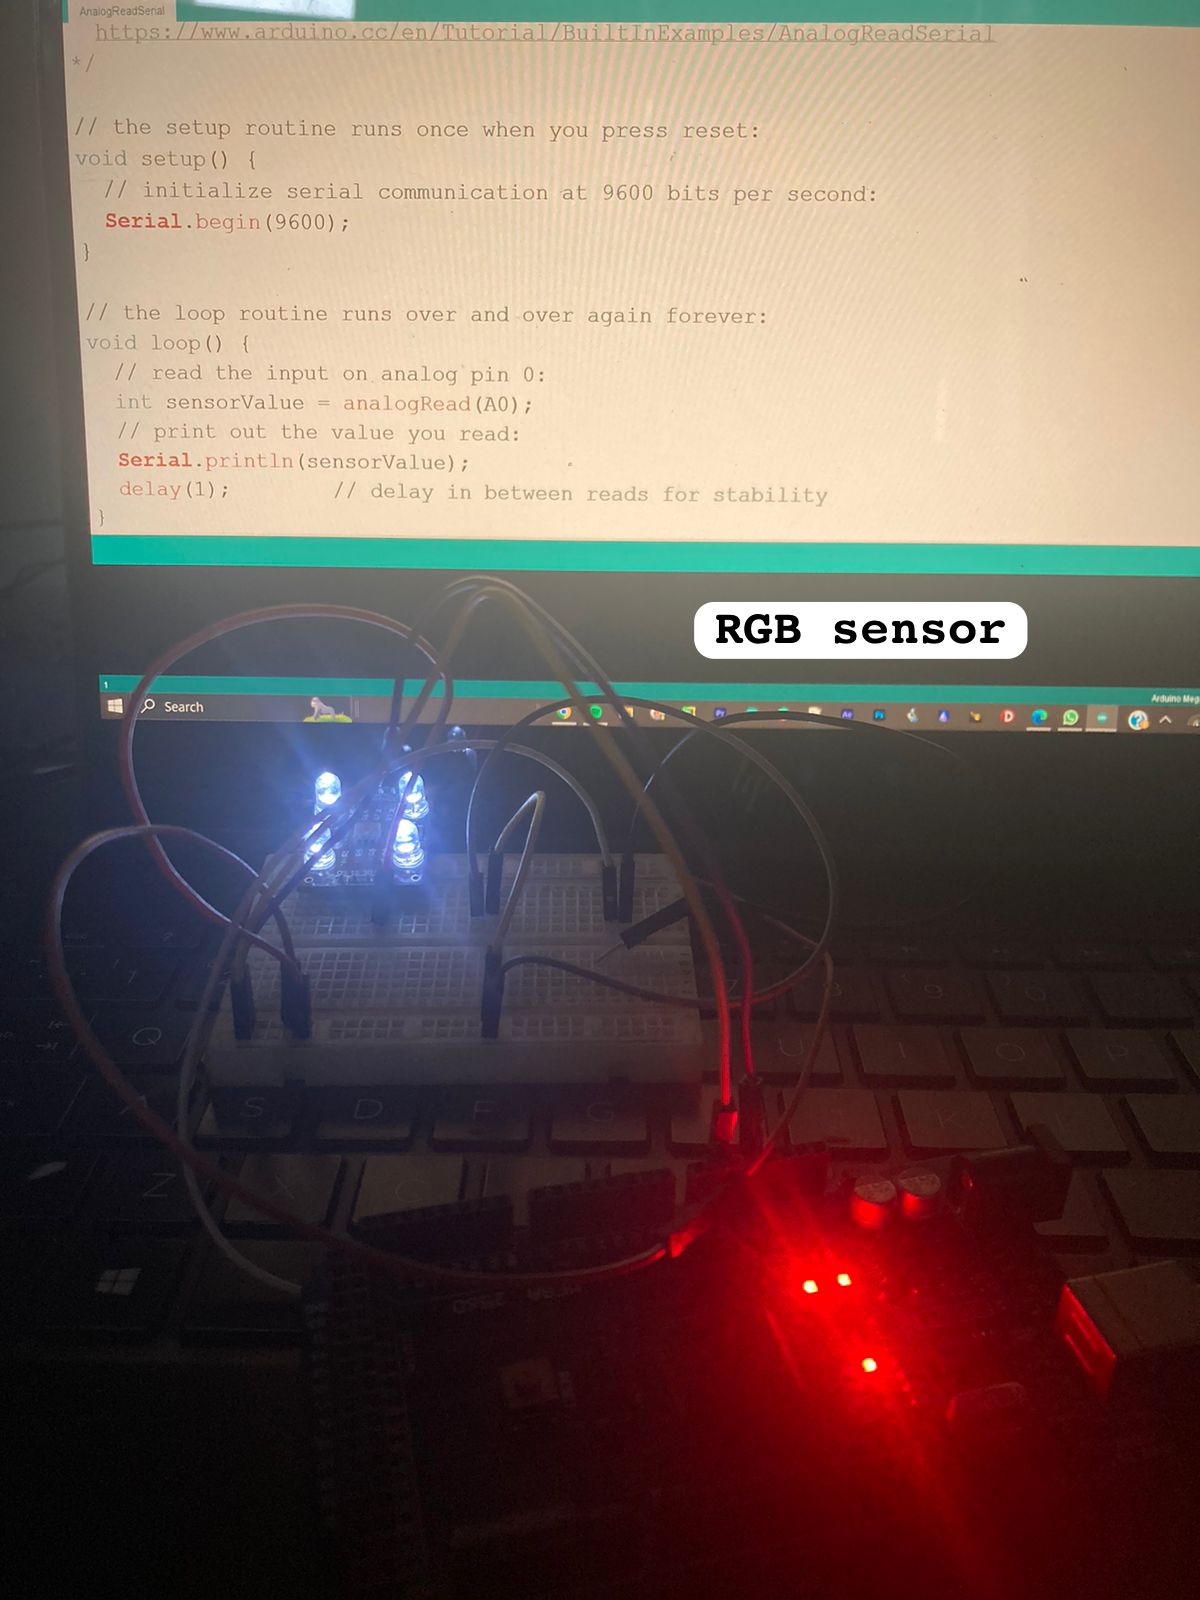 AnalogReadSerial
https://www.arduino.cc/en/Tutorial/BuiltInExamples/AnalogReadSerial
*/
// the setup routine runs once when you press reset:
void setup() {
// initialize serial communication at 9600 bits per second:
Serial.begin(9600);
}
// the loop routine runs over and over again forever:
void loop() {
// read the input on analog pin 0:
int sensorValue = analogRead(A0);
// print out the value you read:
Serial.println(sensorValue);
delay(1);        // delay in between reads for stability
}
RGB sensor
1
Arduino Meg
Search
Q
U
I
O
P
S
D
F
G
K
L
Z
X
C